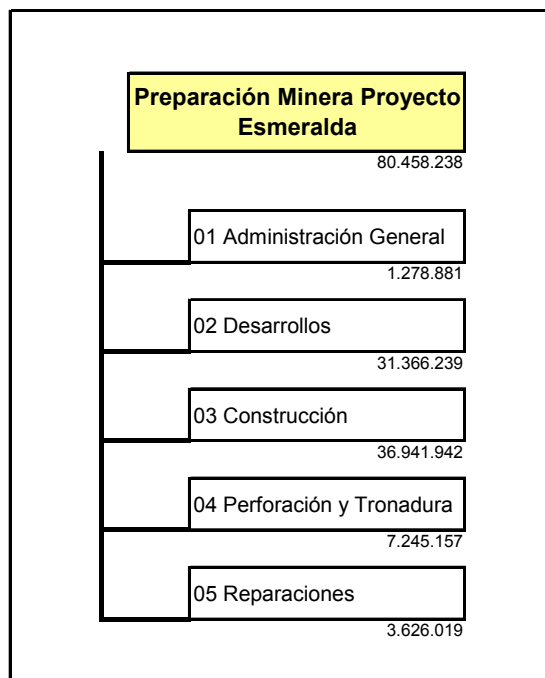 Preparación Minera Proyecto
Esmeralda
80.458.238
01 Administración General
1.278.881
02 Desarrollos
31.366.239
03 Construcción
36.941.942
04 Perforación y Tronadura
7.245.157
05 Reparaciones
3.626.019